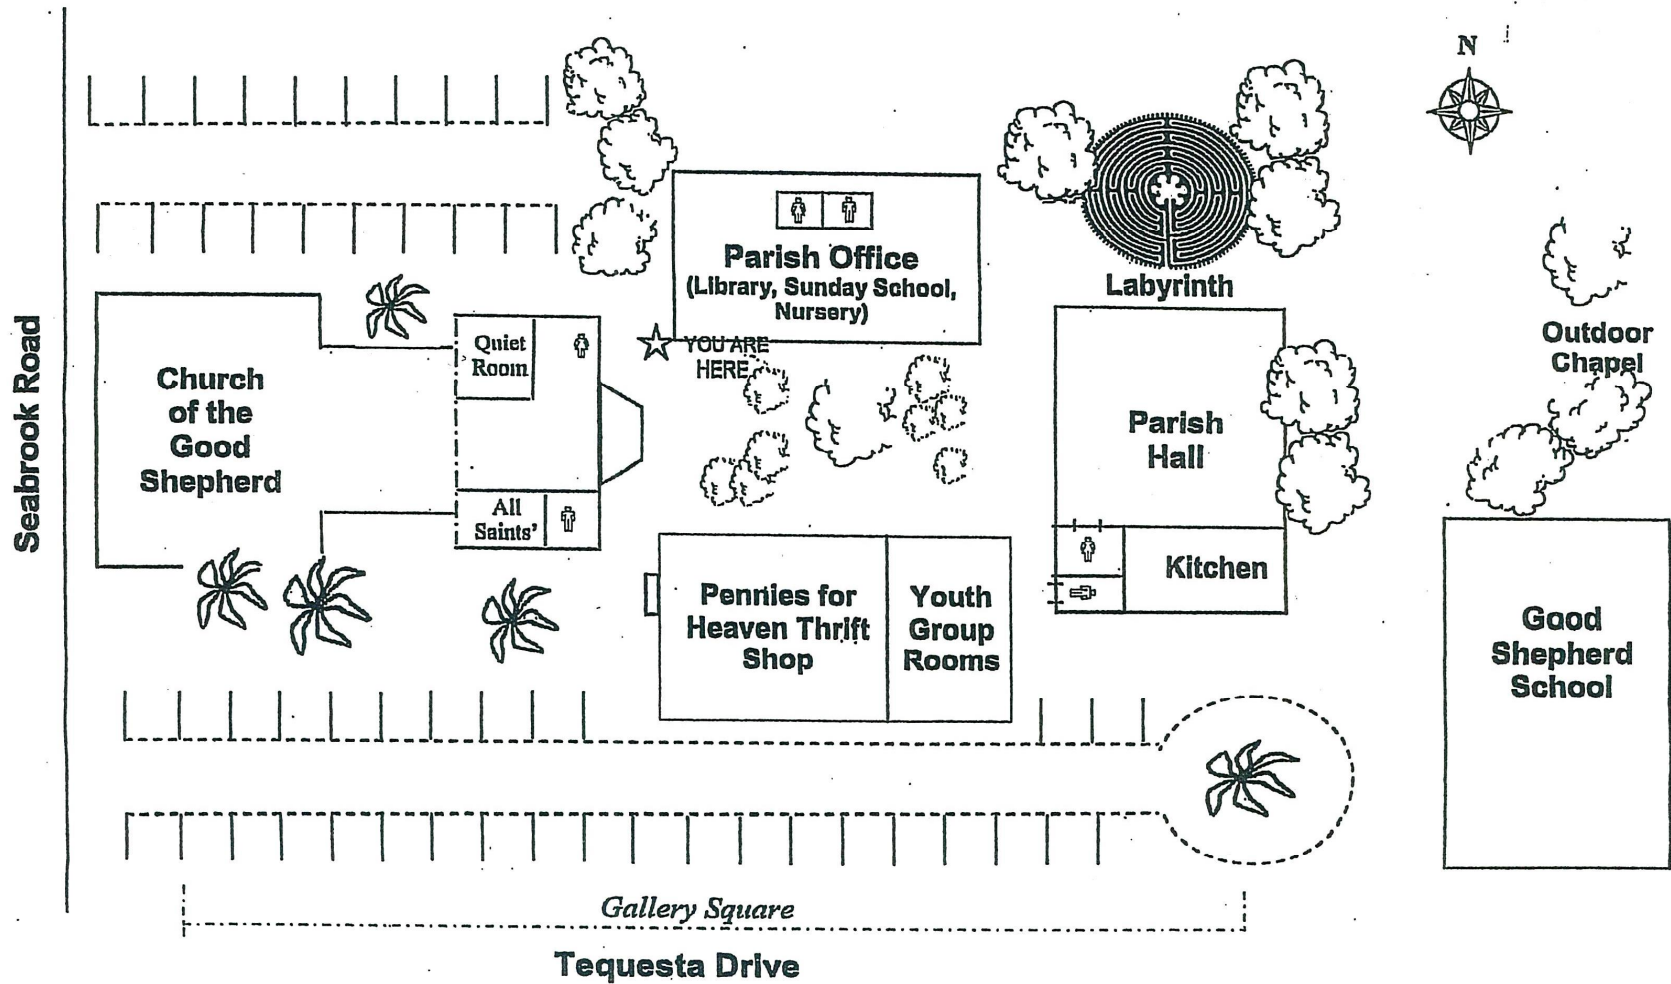 N
Seabrook Road
Parish Office
(Library, Sunday School,
Nursery)
Labyrinth
Outdoor
Chapel
Quiet
Room
YOU ARE
HERE
Church
of the
Good
Shepherd
All
Saints'
Parish
Hall
Kitchen
Pennies for
Heaven Thrift
Shop
Youth
Group
Rooms
Good
Shepherd
School
Gallery Square
Tequesta Drive